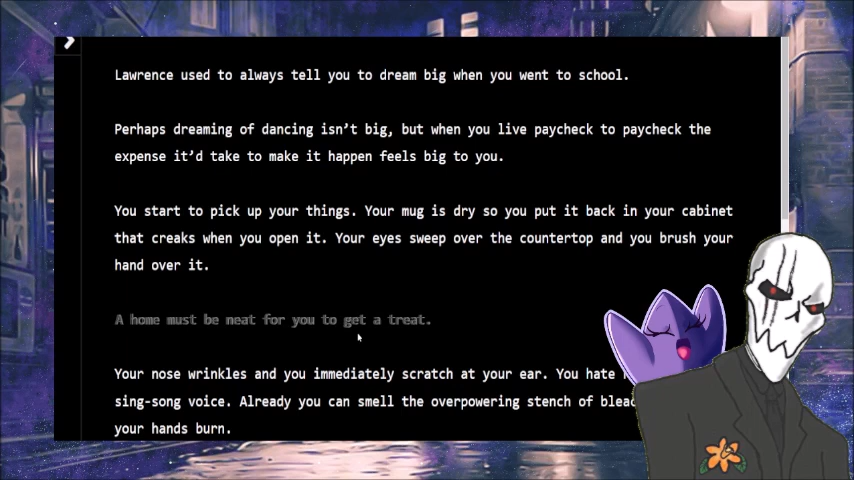 Lawrence used to always tell you to dream big when you went to school.
Perhaps dreaming of dancing isn't big, but when you live paycheck to paycheck the
expense it'd take to make it happen feels big to you.
You start to pick up your things. Your mug is dry so you put it back in your cabinet
that creaks when you open it. Your eyes sweep over the countertop and you brush your
hand over it.
A home must be neat for you to get a treat.
Your nose wrinkles and you immediately scratch at your ear. You hate
sing-song voice. Already you can smell the overpowering stench of
your hands burn.